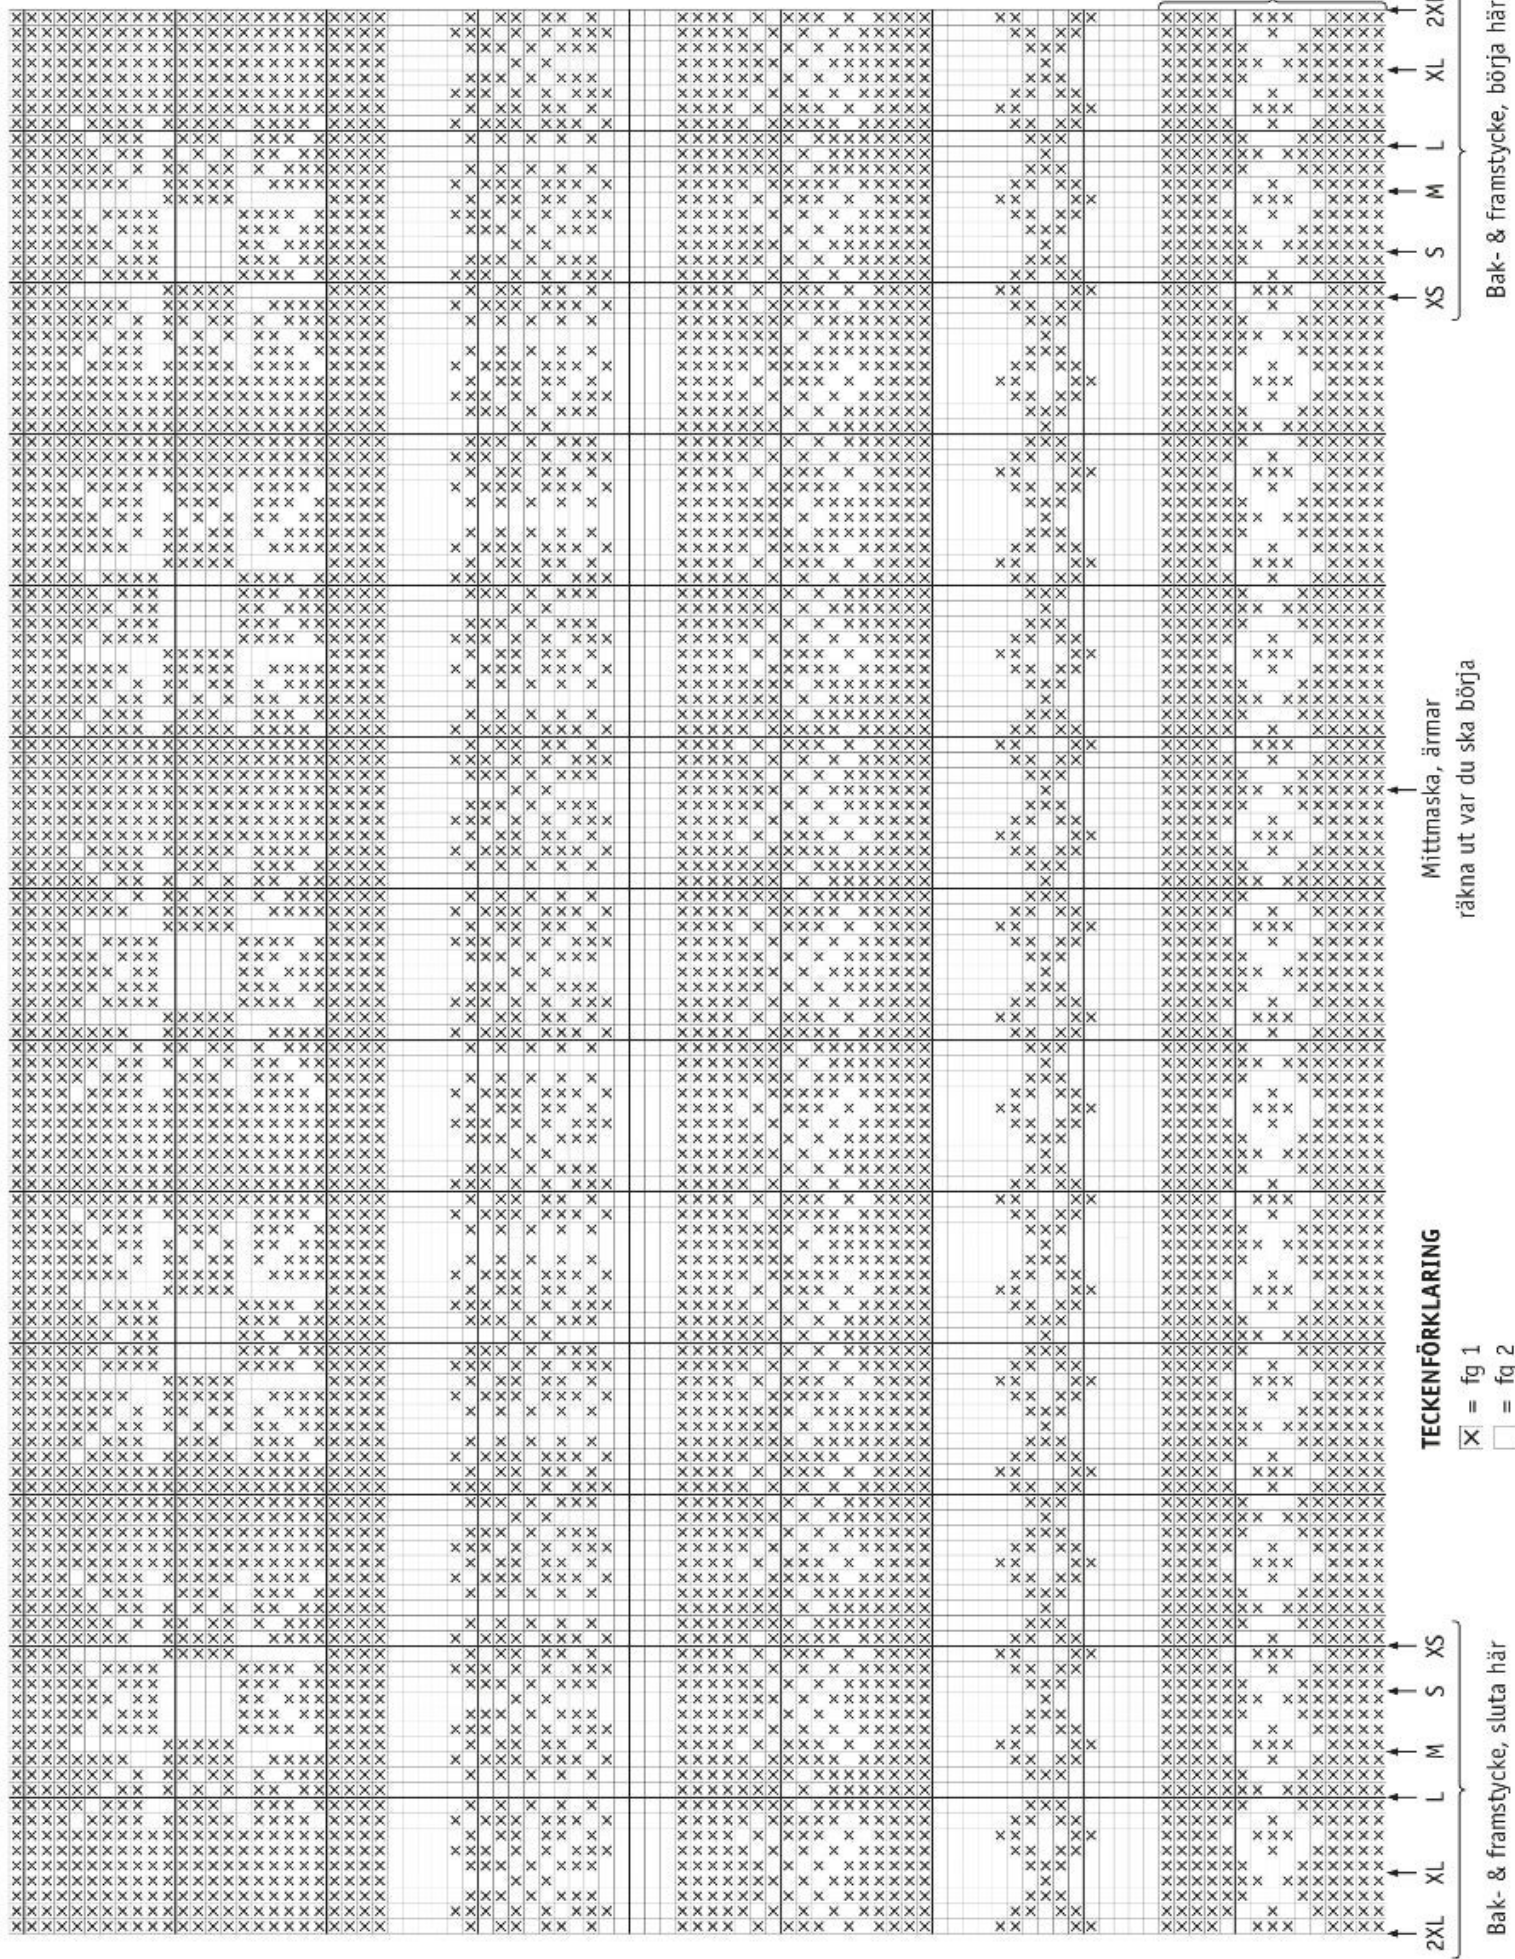 2XL XL L M S XS
Bak- & framstycke, sluta här
TECKENFÖRKLARING
X = fg 1
= fg 2
Mittmaska, ärmar
räkna ut var du ska börja
XS S M L XL
Bak- & framstycke, börja här